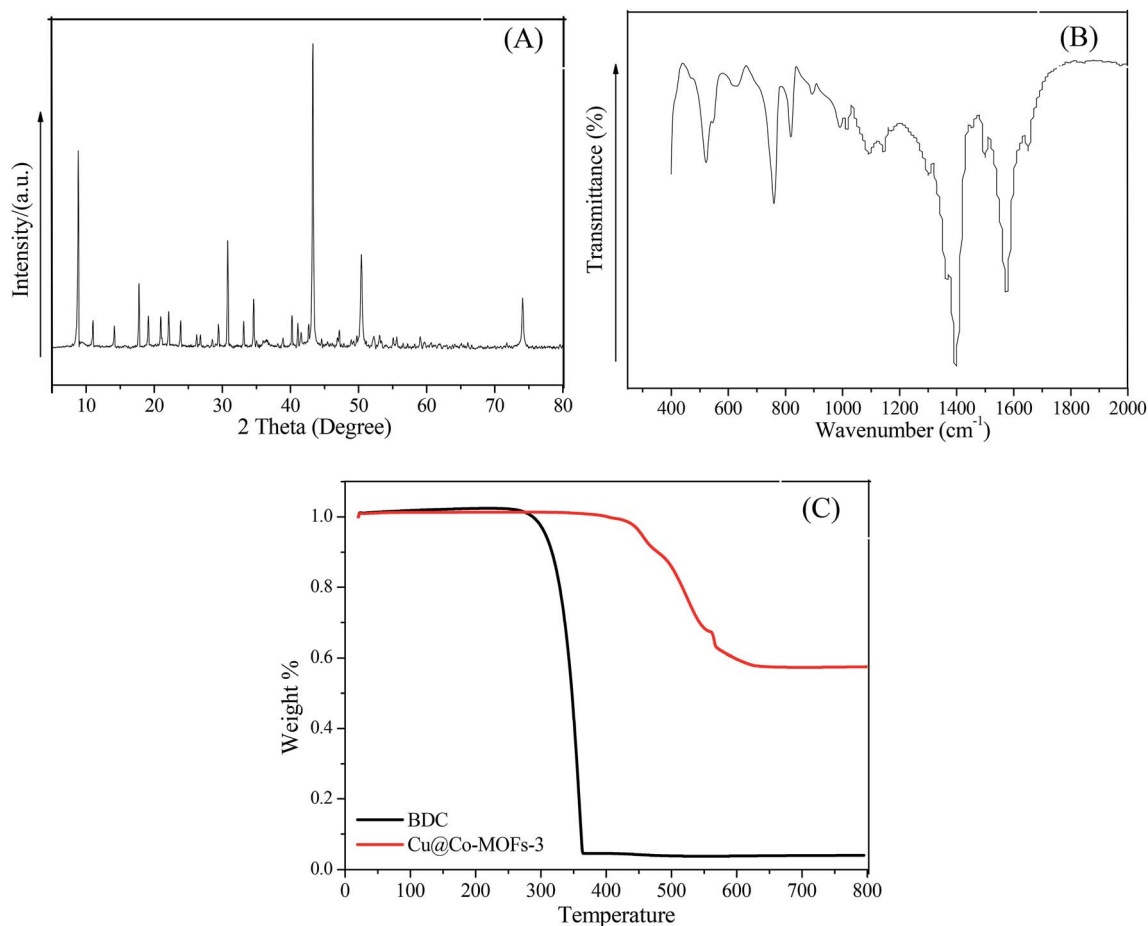 (A)
Intensity/(a.u.)
10 20 30 40 50 60 70 80
2 Theta (Degree)
(B)
Transmittance (%)
400 600 800 1000 1200 1400 1600 1800 2000
Wavenumber (cm⁻¹)
(C)
Weight %
1.0
0.8
0.6
0.4
0.2
0.0
BDC
Cu@Co-MOFs-3
0 100 200 300 400 500 600 700 800
Temperature